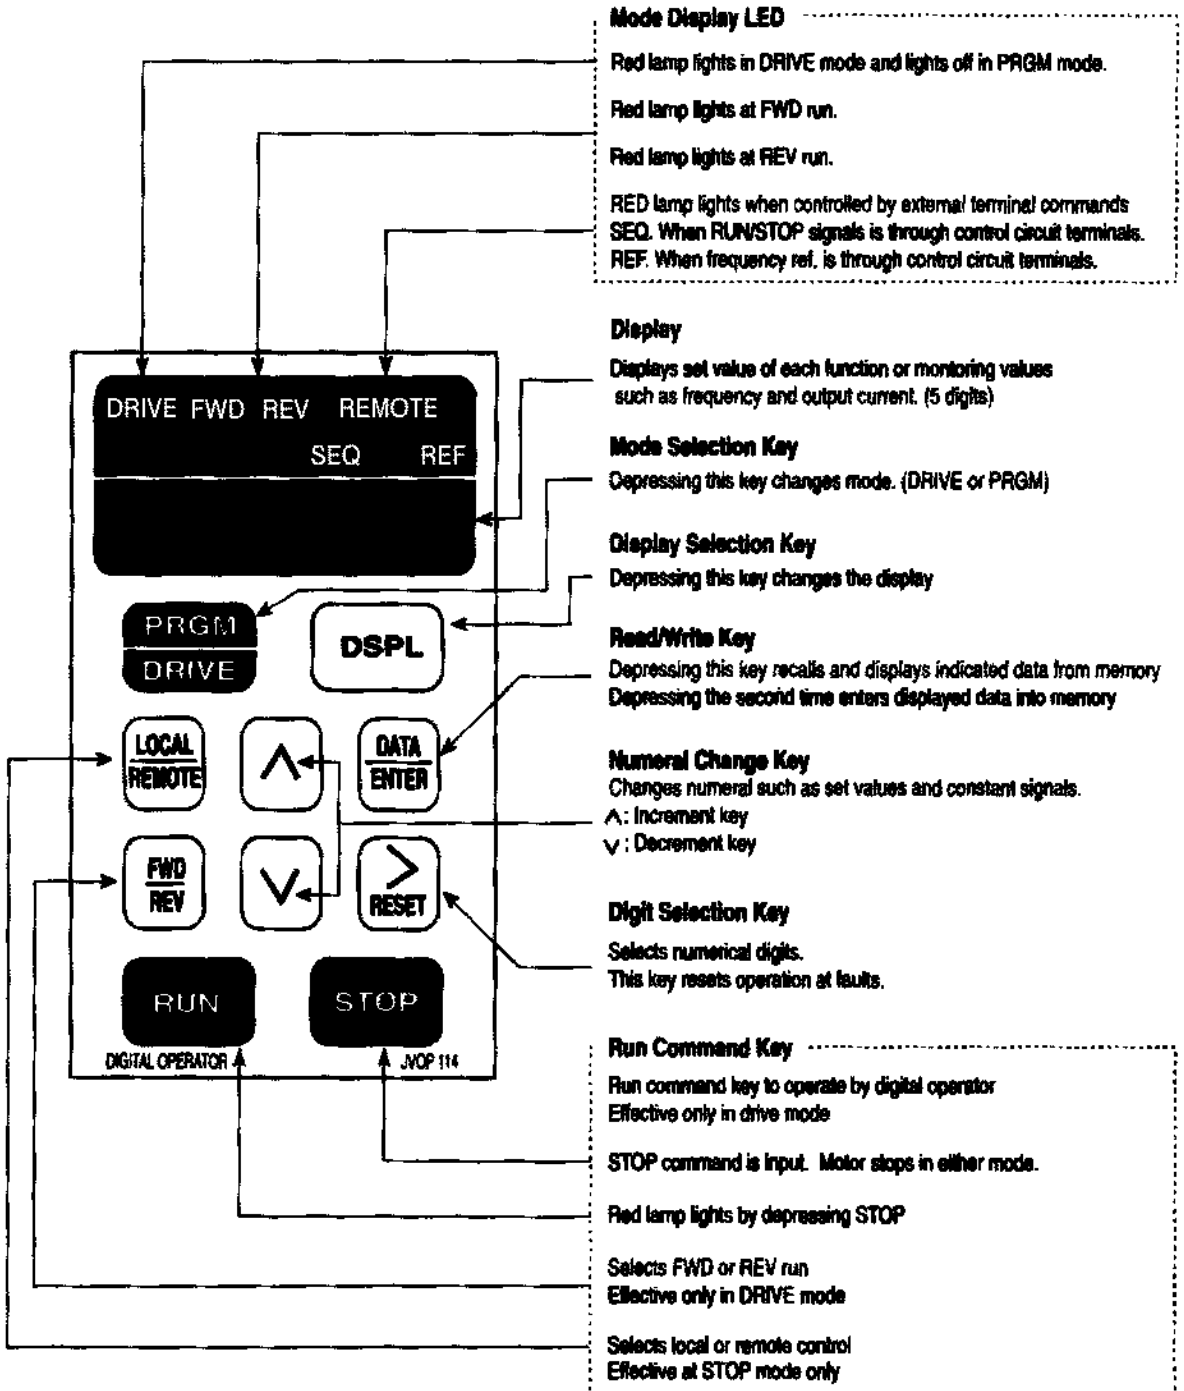 Mode Display LED
Red lamp lights in DRIVE mode and lights off in PRGM mode.
Red lamp lights at FWD run.
Red lamp lights at REV run.
RED lamp lights when controlled by external terminal commands
SEQ. When RUN/STOP signals is through control circuit terminals.
REF. When frequency ref. is through control circuit terminals.
Display
Displays set value of each function or montoring values
such as frequency and output current. (5 digits)
Mode Selection Key
Depressing this key changes mode. (DRIVE or PRGM)
Display Selection Key
Depressing this key changes the display
Read/Write Key
Depressing this key recalls and displays indicated data from memory
Depressing the second time enters displayed data into memory
Numeral Change Key
Changes numeral such as set values and constant signals.
∧: Increment key
∨: Decrement key
Digit Selection Key
Selects numerical digits.
This key resets operation at faults.
Run Command Key
Run command key to operate by digital operator
Effective only in drive mode
STOP command is input. Motor stops in either mode.
Red lamp lights by depressing STOP
Selects FWD or REV run
Effective only in DRIVE mode
Selects local or remote control
Effective at STOP mode only
DRIVE FWD REV REMOTE
SEQ REF
PRGM
DRIVE
DSPL
LOCAL
REMOTE
∧
DATA
ENTER
FWD
REV
∨
>
RESET
RUN
STOP
DIGITAL OPERATOR
JVOP 114